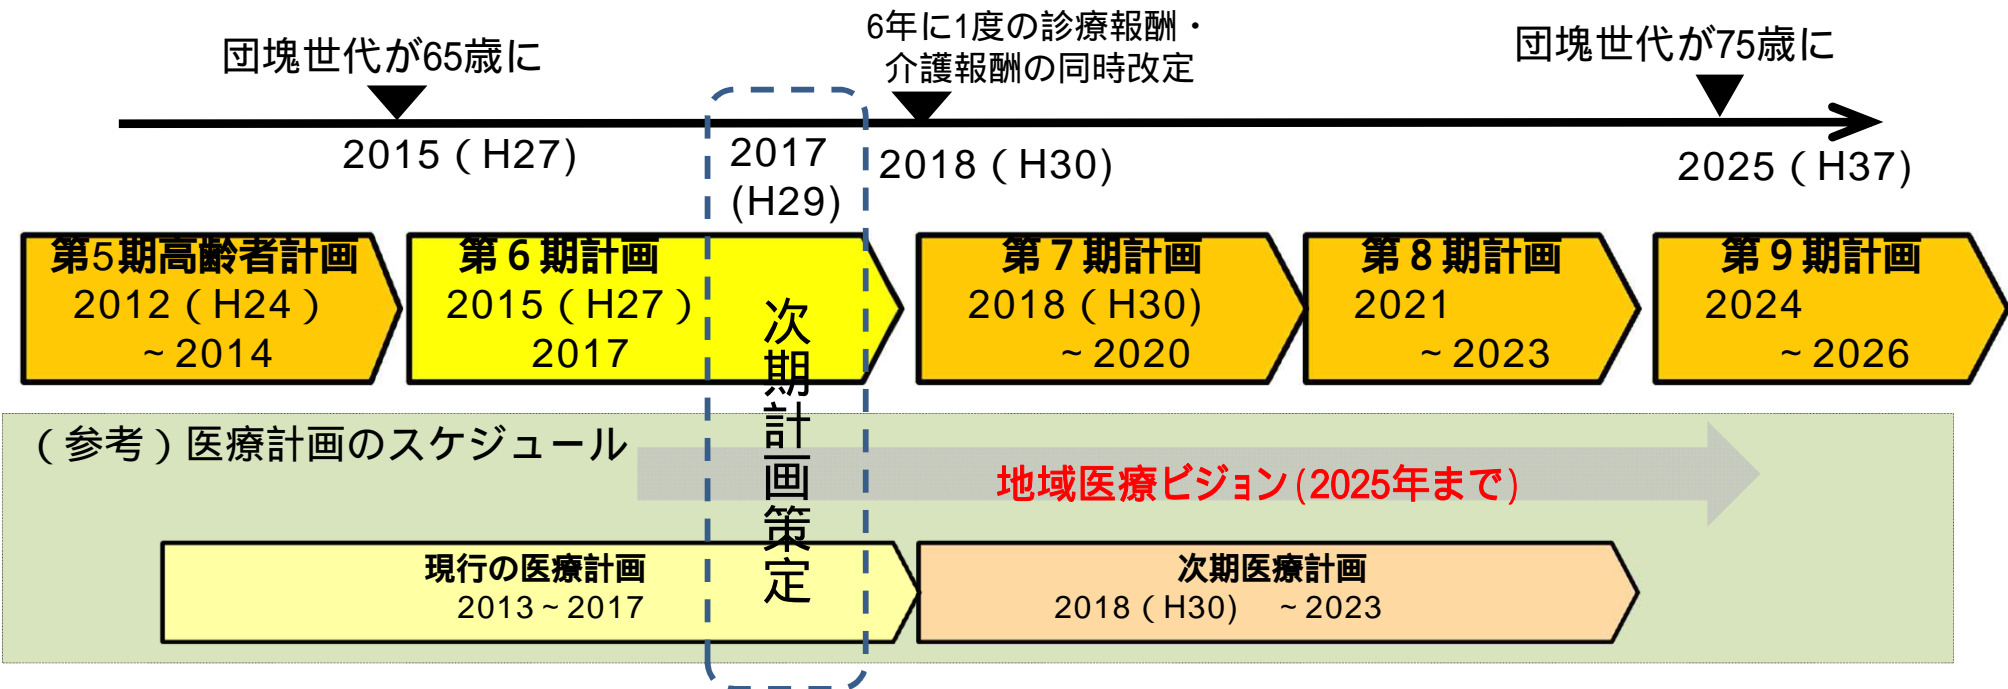 団塊世代が65歳に
6年に1度の診療報酬・
介護報酬の同時改定
団塊世代が75歳に
2015（H27)
2017
(H29)
2018（H30)
2025（H37)
第5期高齢者計画
2012（H24）
~2014
第６期計画
2015（H27）
2017
第７期計画
2018（H30)
~2020
第８期計画
2021
~2023
第９期計画
2024
~2026
次期計画策定
（参考）医療計画のスケジュール
地域医療ビジョン(2025年まで)
現行の医療計画
2013~2017
次期医療計画
2018（H30) ~2023